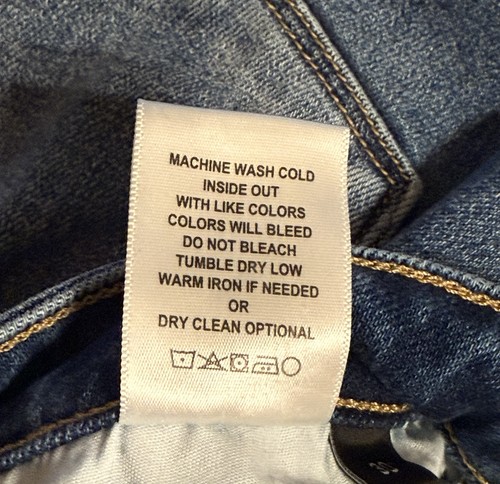 MACHINE WASH COLD
INSIDE OUT
WITH LIKE COLORS
COLORS WILL BLEED
DO NOT BLEACH
TUMBLE DRY LOW
WARM IRON IF NEEDED
OR
DRY CLEAN OPTIONAL